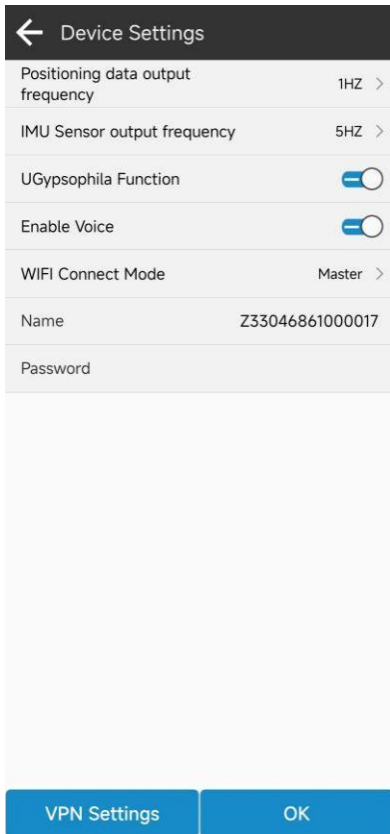 Device Settings
Positioning data output
frequency
1HZ
IMU Sensor output frequency 5HZ
UGypsophila Function
Enable Voice
WIFI Connect Mode Master
Name Z33046861000017
Password
VPN Settings OK